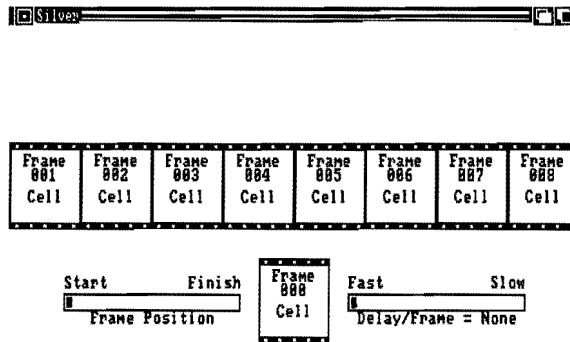 Silver
Frame Frame Frame Frame Frame Frame Frame Frame
001 002 003 004 005 006 007 008
Cell Cell Cell Cell Cell Cell Cell Cell
Start Finish Frame Fast Slow
000
Cell
Frame Position Delay/Frame = None